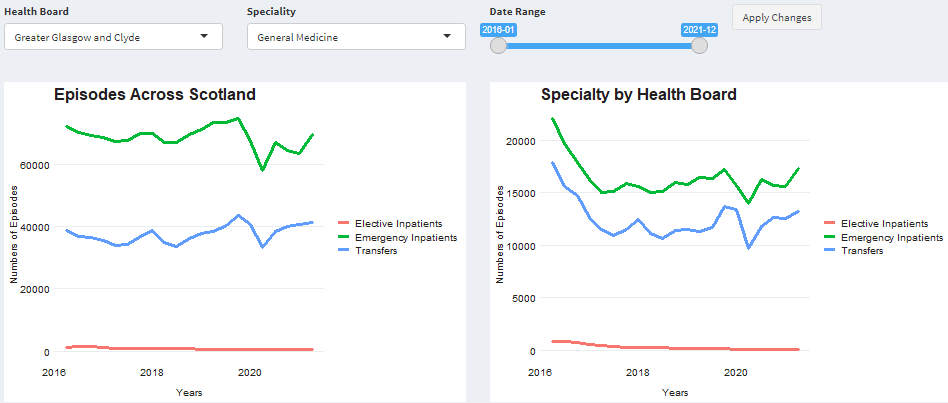 Health Board
Speciality
Date Range
Greater Glasgow and Clyde
General Medicine
2016-01
2021-12
Apply Changes
Episodes Across Scotland
Numbers of Episodes
60000
40000
20000
0
2016
2018
2020
Years
Elective Inpatients
Emergency Inpatients
Transfers
Specialty by Health Board
Numbers of Episodes
20000
15000
10000
5000
0
2016
2018
2020
Years
Elective Inpatients
Emergency Inpatients
Transfers